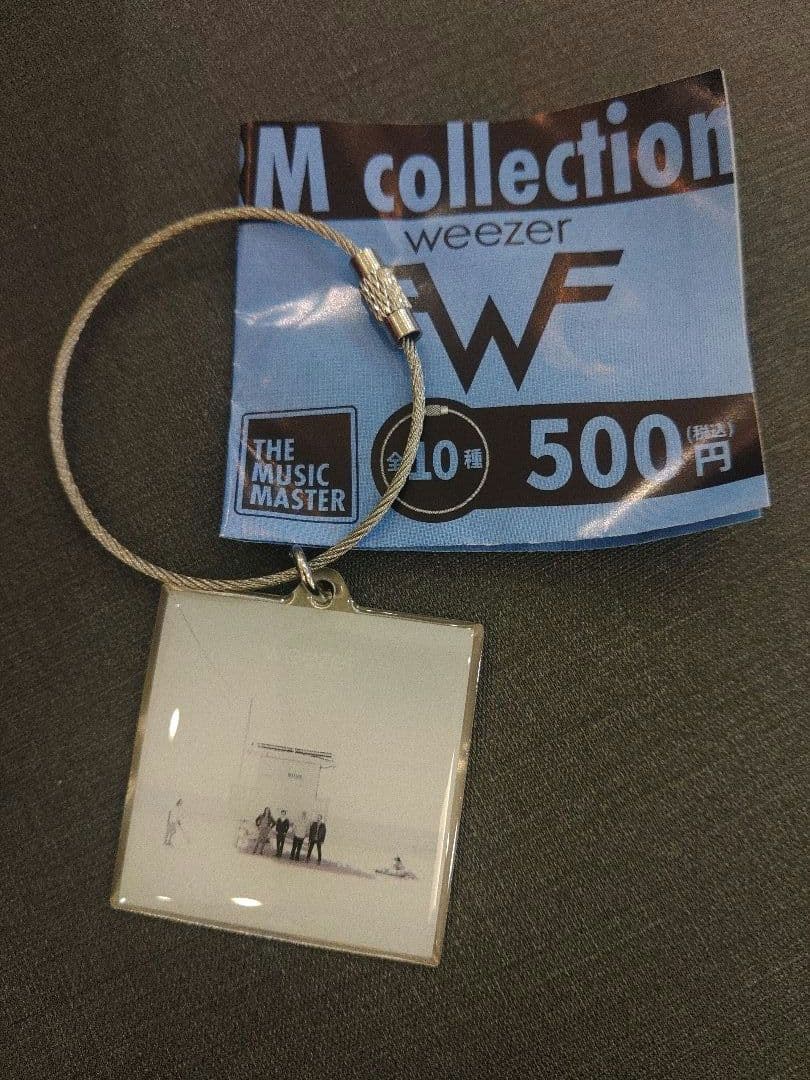 M collection
weezer
W
THE
MUSIC
MASTER
全10種
500円
(税込)